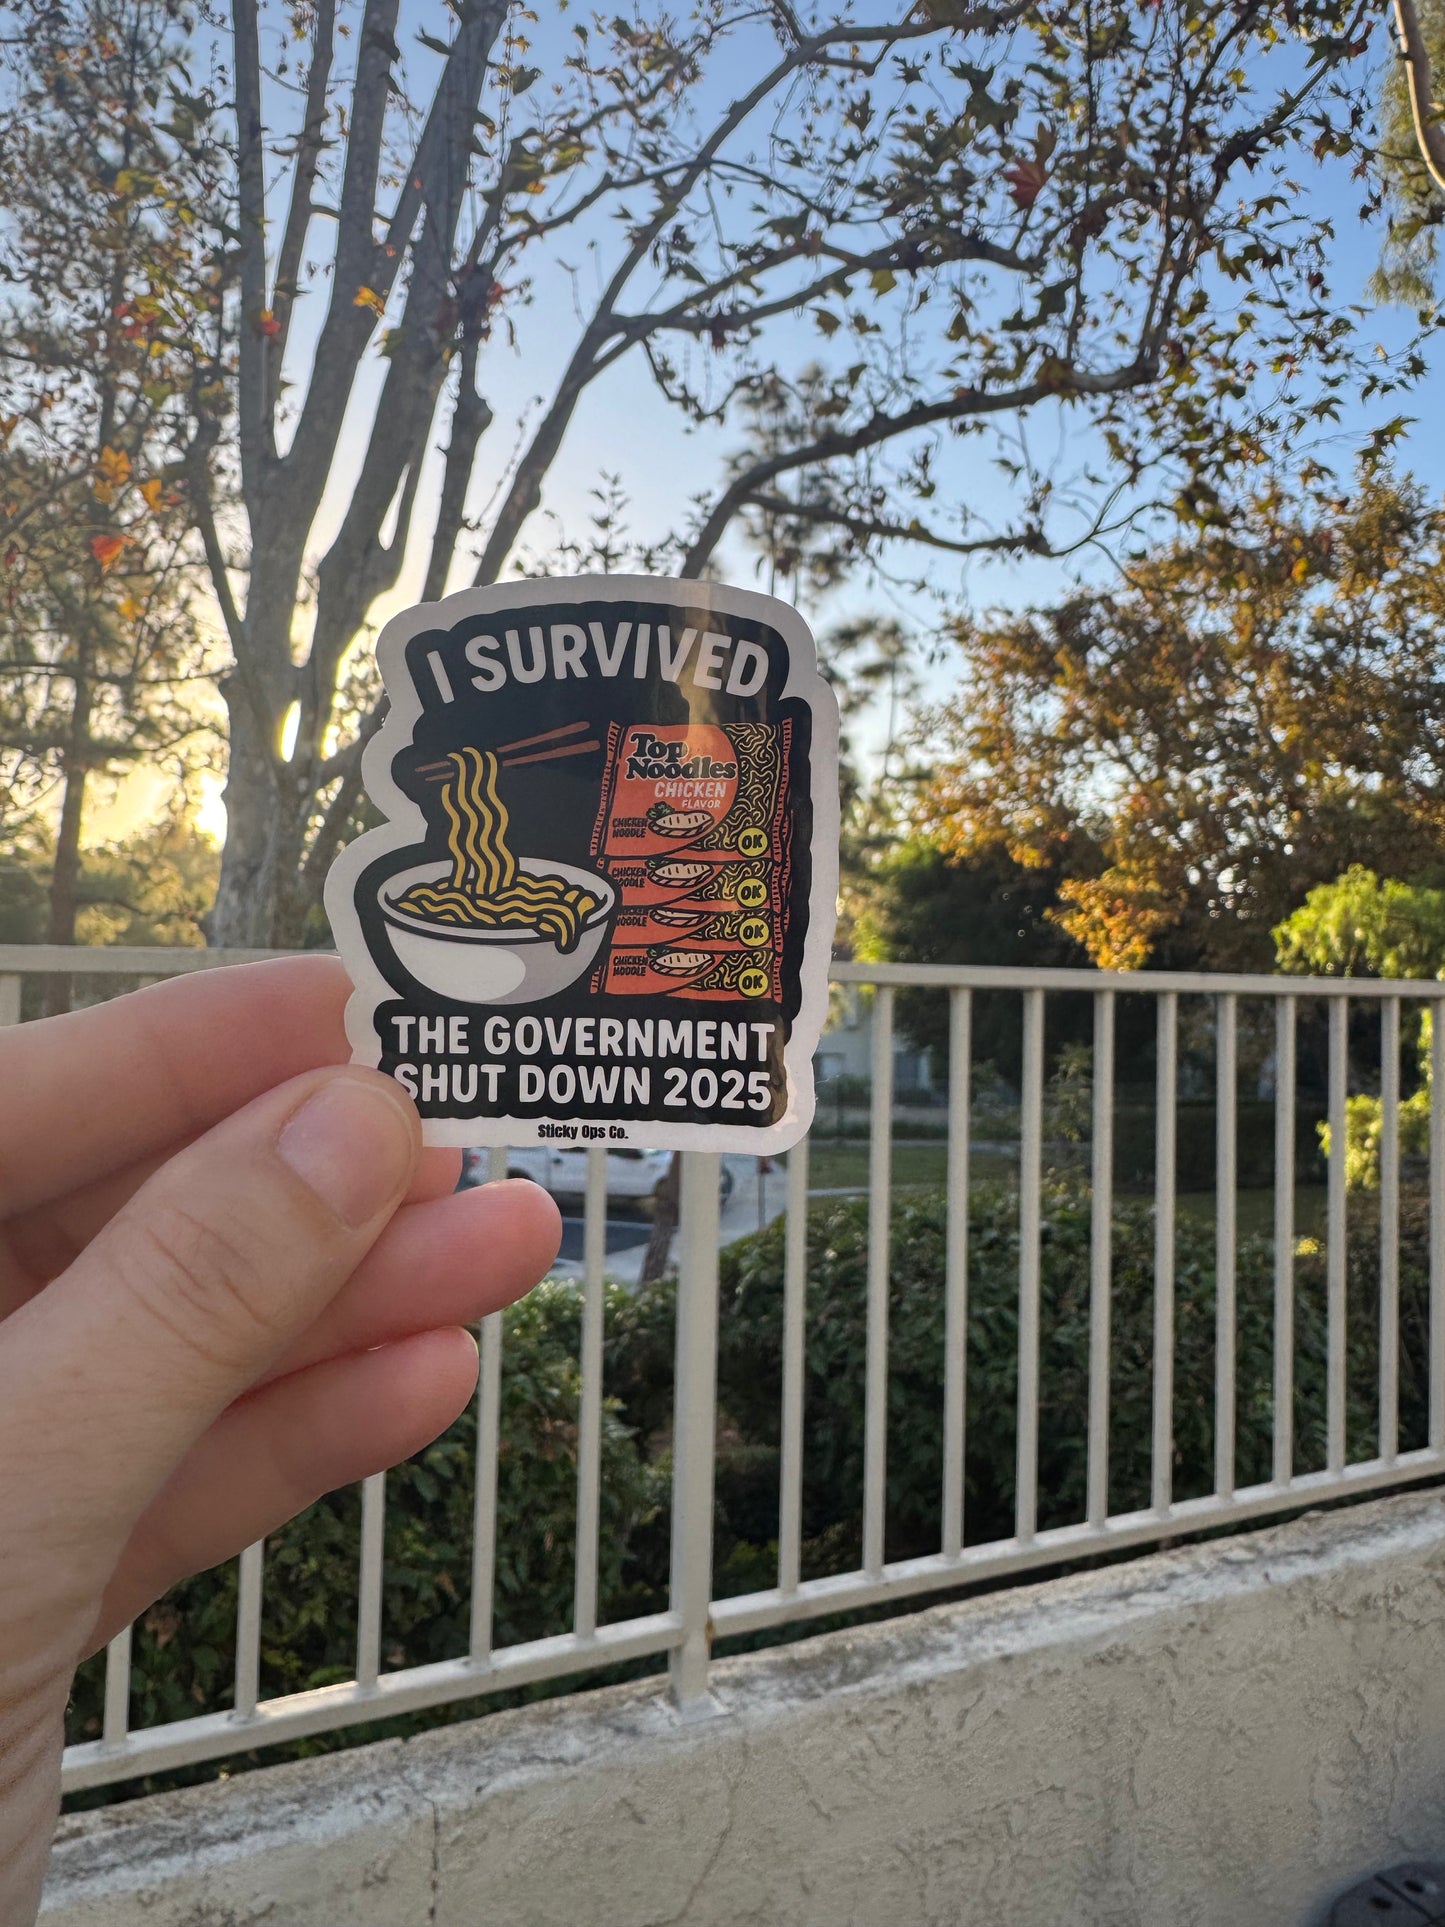 I SURVIVED
Top
Noodles
CHICKEN
FLAVOR
CHICKEN
NOODLE
OK
CHICKEN
NOODLE
OK
NOODLE
OK
CHICKEN
NOODLE
OK
THE GOVERNMENT
SHUT DOWN 2025
Sticky Ops Co.